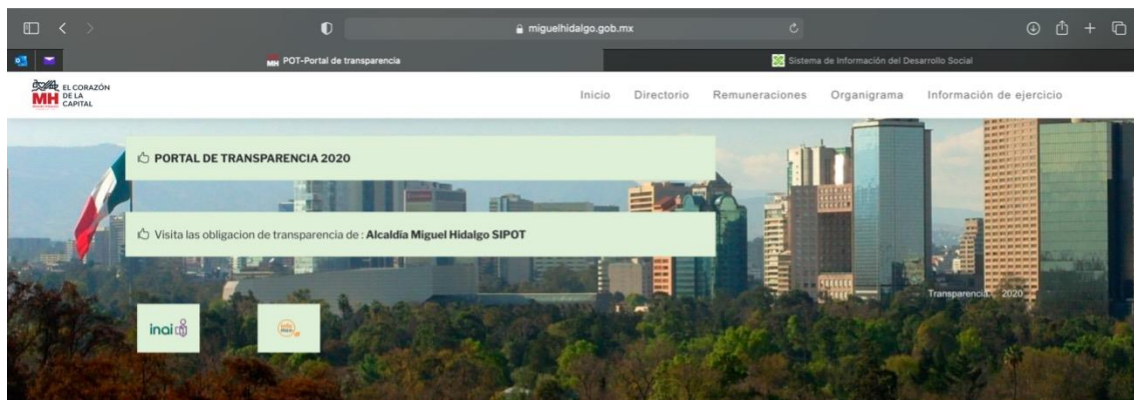 miguelhidalgo.gob.mx
MH POT-Portal de transparencia
Sistema de Información del Desarrollo Social
MH
EL CORAZÓN
DE LA
CAPITAL
Inicio Directorio Remuneraciones Organigrama Información de ejercicio
PORTAL DE TRANSPARENCIA 2020
Visita las obligacion de transparencia de : Alcaldía Miguel Hidalgo SIPOT
Transparencia
2020
inai